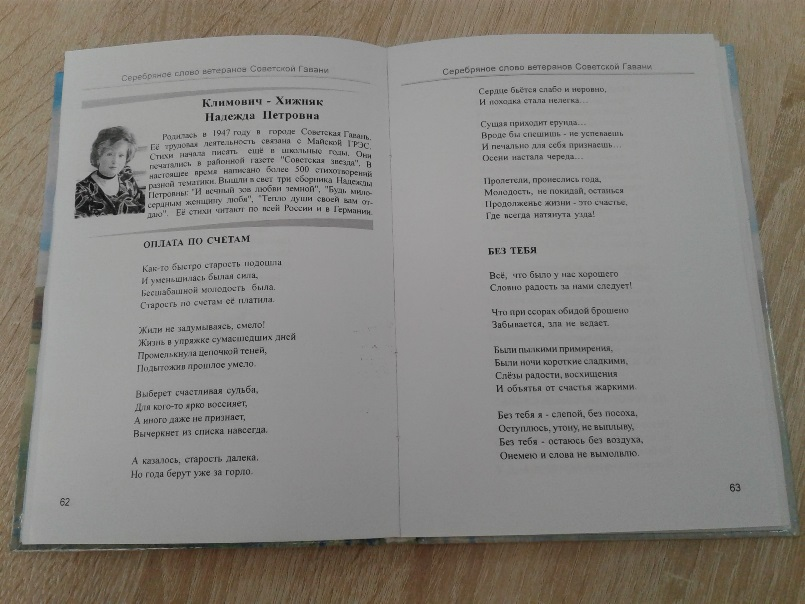 Серебряное слово ветеранов Советской Гавани
Климович - Хижняк
Надежда Петровна
Родилась в 1947 году в городе Советская Гавань.
Её трудовая деятельность связана с Майской ГРЭС.
Стихи начала писать ещё в школьные годы. Они
печатались в районной газете "Советская звезда". В
настоящее время написано более 500 стихотворений
разной тематики. Вышли в свет три сборника Надежды
Петровны: "И вечный зов любви земной", "Будь мило-
сердным женщину любя", "Тепло души своей вам от-
даю". Её стихи читают по всей России и в Германии.
ОПЛАТА ПО СЧЕТАМ
Как-то быстро старость подошла
И уменьшилась былая сила,
Бесшабашной молодость была.
Старость по счетам её платила.
Жили не задумываясь, смело!
Жизнь в упряжке сумасшедших дней
Промелькнула цепочкой теней,
Подытожив прошлое умело.
Выберет счастливая судьба,
Для кого-то ярко воссияет,
А иного даже не признает,
Вычеркнет из списка навсегда.
А казалось, старость далека,
Но года берут уже за горло.
62
Серебряное слово ветеранов Советской Гавани
Сердце бьётся слабо и неровно,
И походка стала нелегка...
Сущая приходит ерунда...
Вроде бы спешишь - не успеваешь
И печально для себя признаешь...
Осени настала череда...
Пролетели, пронеслись года,
Молодость, не покидай, останься
Продолженье жизни - это счастье,
Где всегда натянута узда!
БЕЗ ТЕБЯ
Всё, что было у нас хорошего
Словно радость за нами следует!
Что при ссорах обидой брошено
Забывается, зла не ведает.
Были пылкими примирения,
Были ночи короткие сладкими,
Слёзы радости, восхищения
И объятья от счастья жаркими.
Без тебя я - слепой, без посоха,
Оступлюсь, утону, не выплыву,
Без тебя - остаюсь без воздуха,
Онемею и слова не вымолвлю.
63